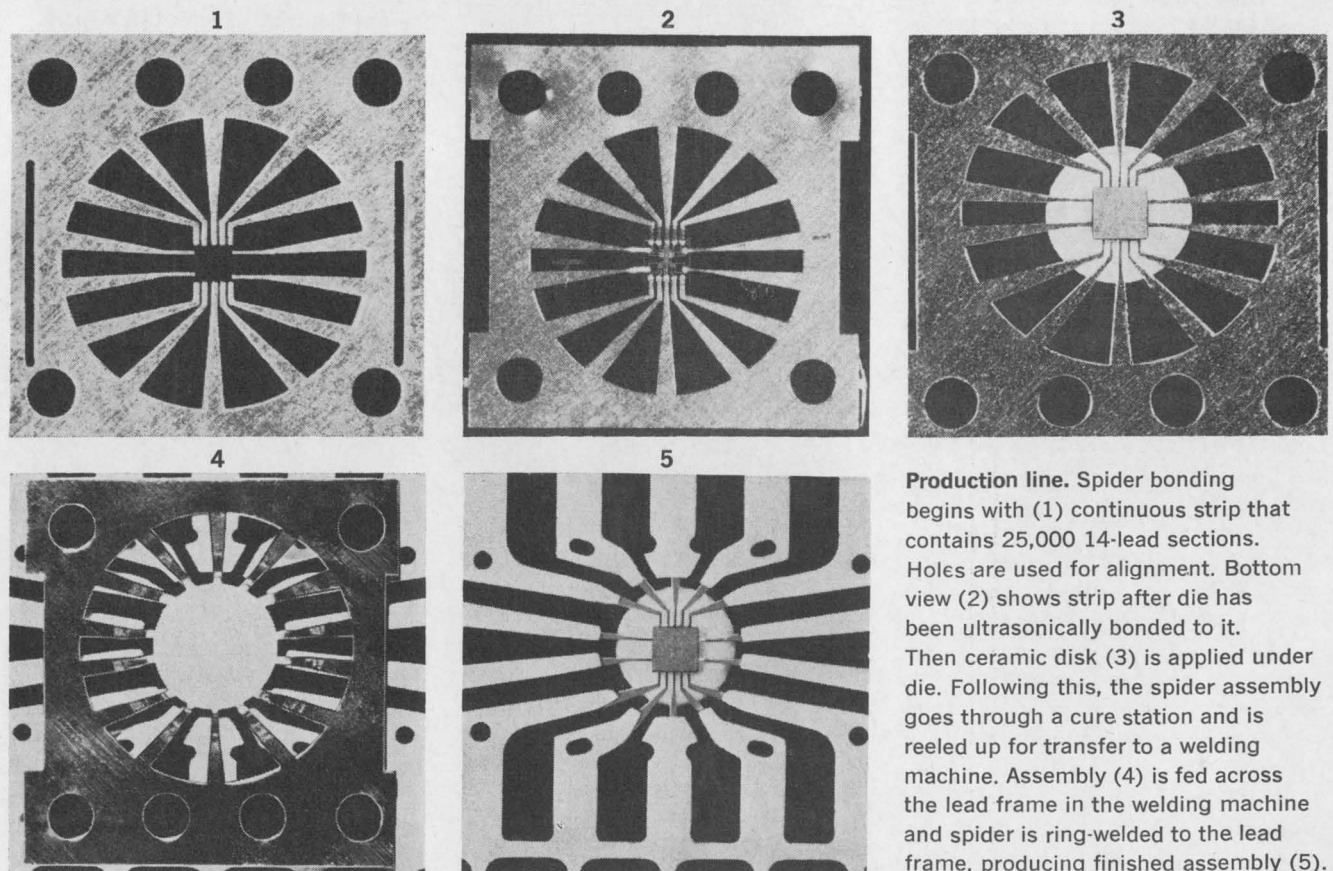 1
2
3
4
5
Production line. Spider bonding
begins with (1) continuous strip that
contains 25,000 14-lead sections.
Holes are used for alignment. Bottom
view (2) shows strip after die has
been ultrasonically bonded to it.
Then ceramic disk (3) is applied under
die. Following this, the spider assembly
goes through a cure station and is
reeled up for transfer to a welding
machine. Assembly (4) is fed across
the lead frame in the welding machine
and spider is ring-welded to the lead
frame, producing finished assembly (5).